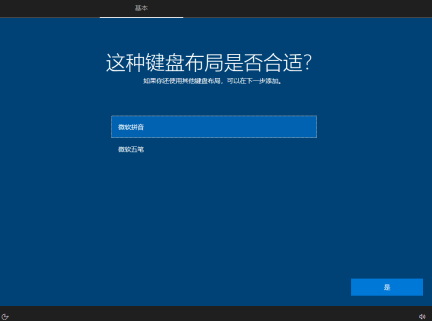 基本
这种键盘布局是否合适？
如果你还使用其他键盘布局，可以在下一步添加。
微软拼音
微软五笔
是